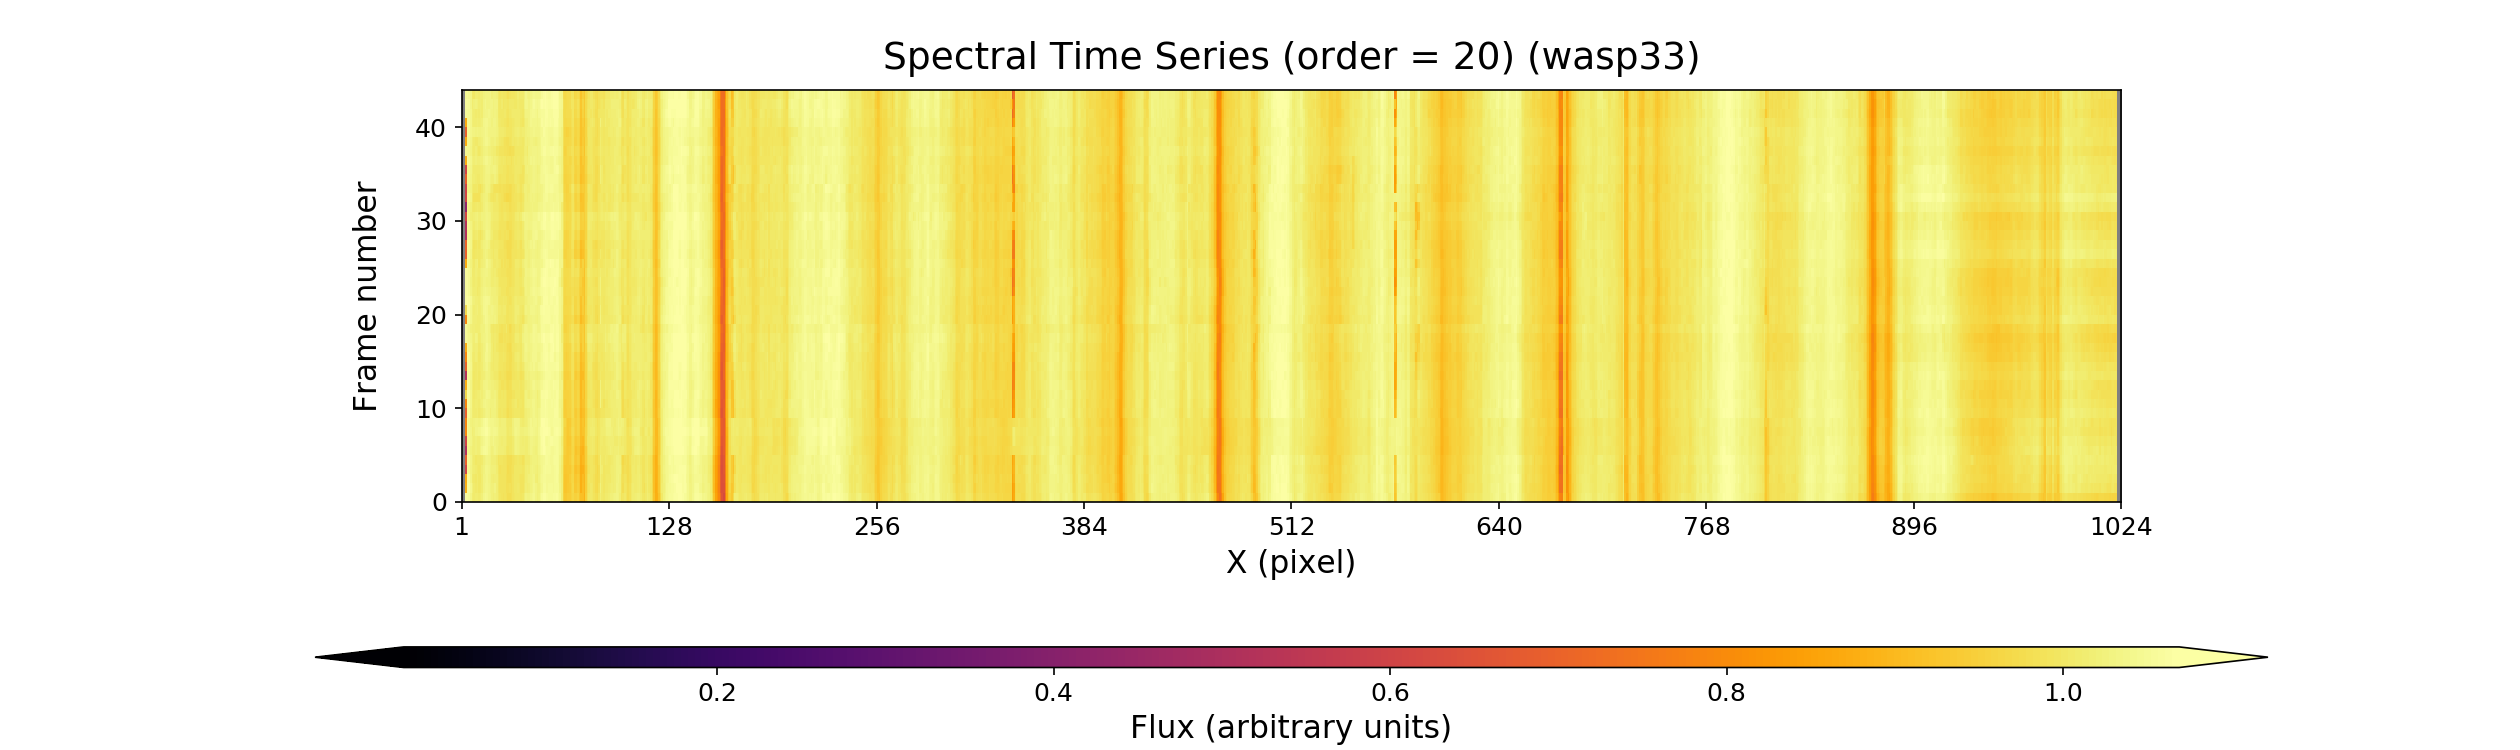 Spectral Time Series (order = 20) (wasp33)
40
30
20
10
0
Frame number
1 128 256 384 512 640 768 896 1024
X (pixel)
0.2 0.4 0.6 0.8 1.0
Flux (arbitrary units)